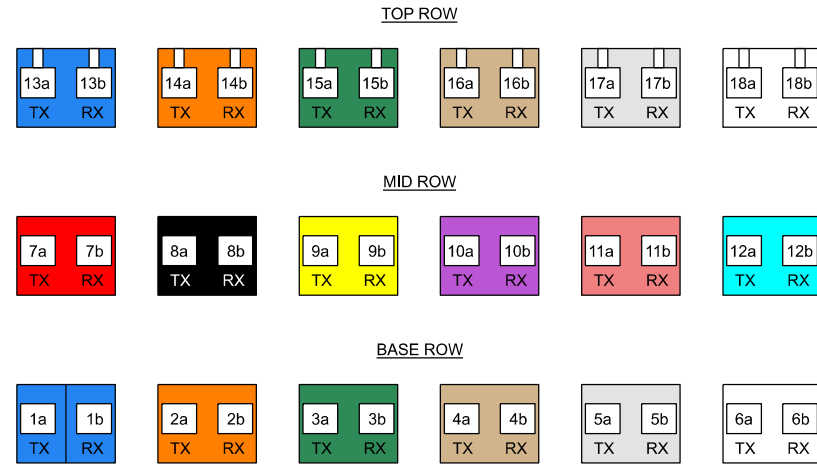 TOP ROW
13a 13b 14a 14b 15a 15b 16a 16b 17a 17b 18a 18b
TX RX TX RX TX RX TX RX TX RX TX RX
MID ROW
7a 7b 8a 8b 9a 9b 10a 10b 11a 11b 12a 12b
TX RX TX RX TX RX TX RX TX RX TX RX
BASE ROW
1a 1b 2a 2b 3a 3b 4a 4b 5a 5b 6a 6b
TX RX TX RX TX RX TX RX TX RX TX RX